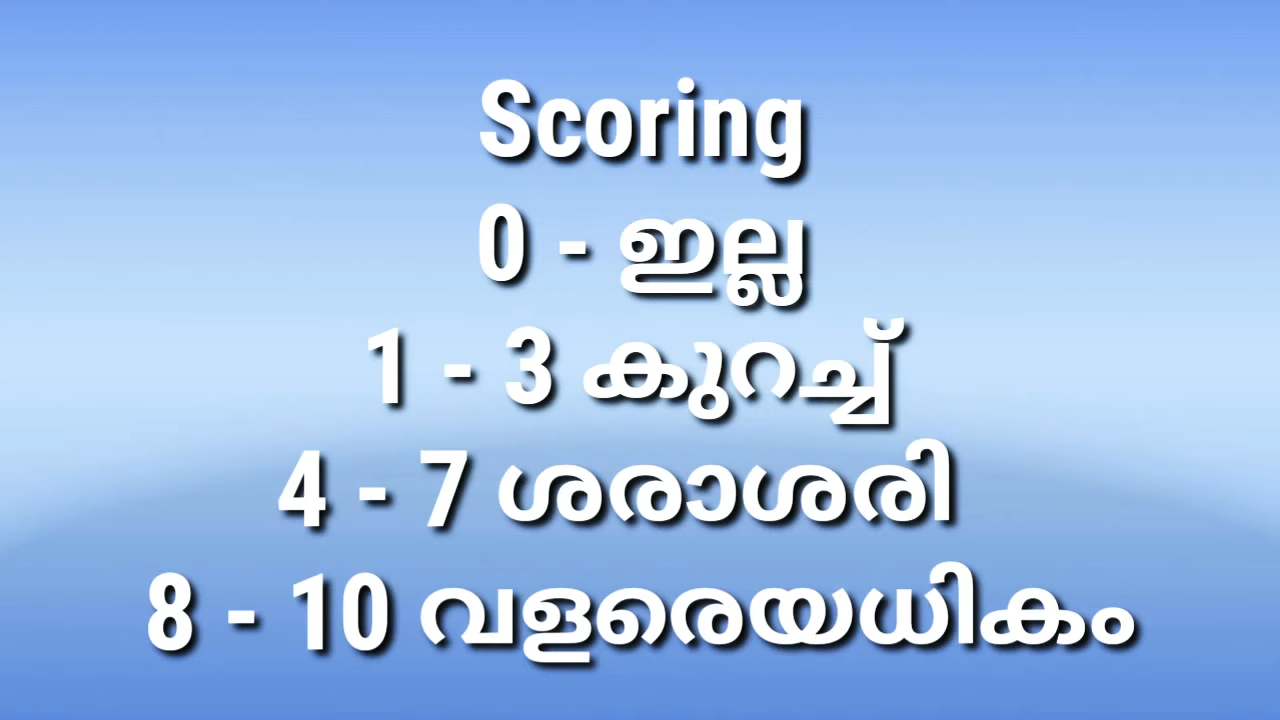 Scoring
0 - ഇല്ല
1 - 3 കുറച്ച്
4 - 7 ശരാശരി
8 - 10 വളരെയധികം